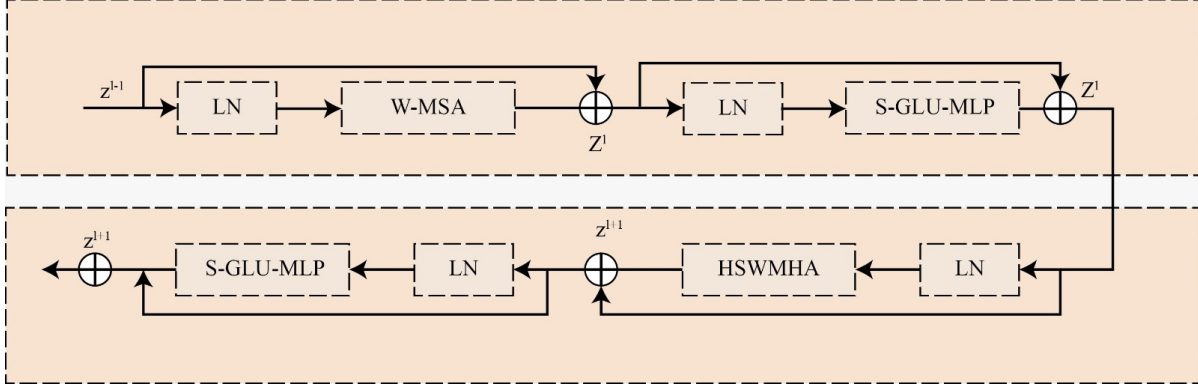 z^l-1
LN
W-MSA
Z^l
LN
S-GLU-MLP
Z^l
z^l+1
S-GLU-MLP
LN
z^l+1
HSWMHA
LN